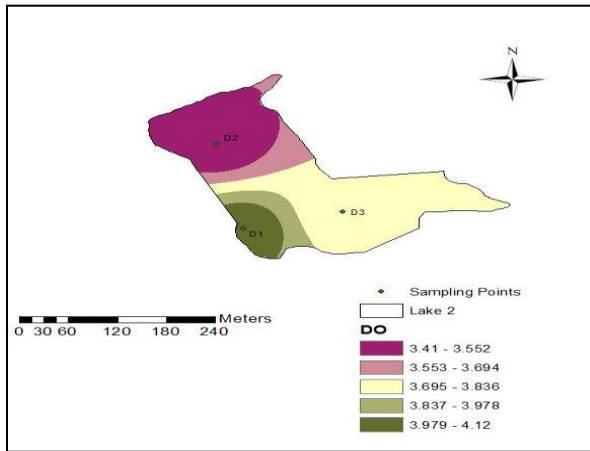 N
D2
D3
D1
Sampling Points
Lake 2
Meters
0 30 60 120 180 240
DO
3.41 - 3.552
3.553 - 3.694
3.695 - 3.836
3.837 - 3.978
3.979 - 4.12